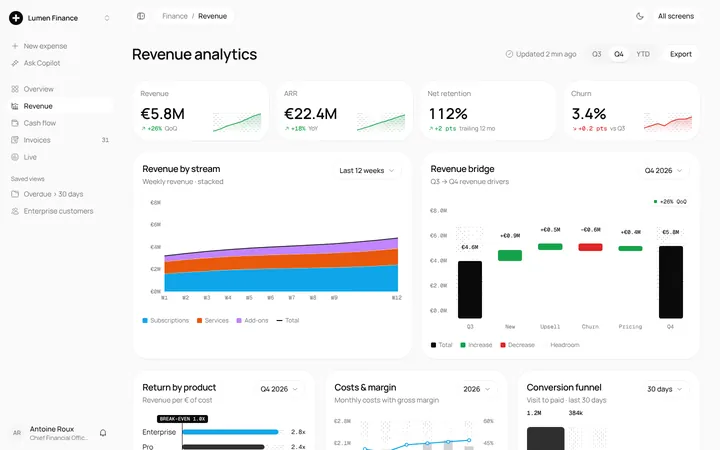 Lumen Finance
New expense
Ask Copilot
Overview
Revenue
Cash flow
Invoices 31
Live
Saved views
Overdue > 30 days
Enterprise customers
AR
Antoine Roux
Chief Financial Offic...
Finance / Revenue
All screens
Revenue analytics
Updated 2 min ago
Q3 Q4 YTD
Export
Revenue
€5.8M
↗ +26% QoQ
ARR
€22.4M
↗ +18% YoY
Net retention
112%
↗ +2 pts trailing 12 mo
Churn
3.4%
↘ +0.2 pts vs Q3
Revenue by stream
Weekly revenue · stacked
Last 12 weeks
€8M
€6M
€4M
€2M
€0M
W1 W2 W3 W4 W5 W6 W7 W8 W9 W12
Subscriptions Services Add-ons Total
Revenue bridge
Q3 → Q4 revenue drivers
Q4 2026
+26% QoQ
€8.0M
€6.0M
€4.0M
€2.0M
€0.0M
€4.6M +€0.9M +€0.5M −€0.6M +€0.4M €5.8M
Q3 New Upsell Churn Pricing Q4
Total Increase Decrease Headroom
Return by product
Revenue per € of cost
Q4 2026
BREAK-EVEN 1.0X
Enterprise 2.8x
Pro 2.4x
Costs & margin
Monthly costs with gross margin
2026
€2.8M 60%
€2.1M 45%
Conversion funnel
Visit to paid · last 30 days
30 days
1.2M 384k